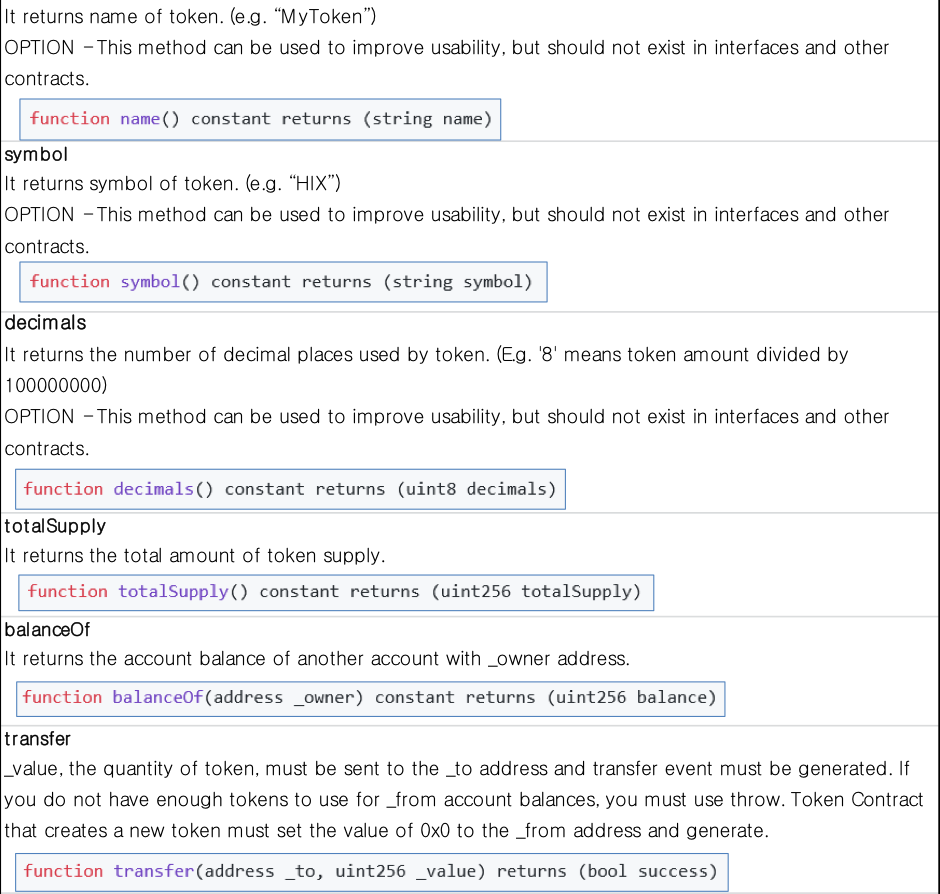 It returns name of token. (e.g. “MyToken”)
OPTION – This method can be used to improve usability, but should not exist in interfaces and other
contracts.
function name() constant returns (string name)
symbol
It returns symbol of token. (e.g. “HIX”)
OPTION – This method can be used to improve usability, but should not exist in interfaces and other
contracts.
function symbol() constant returns (string symbol)
decimals
It returns the number of decimal places used by token. (E.g. '8' means token amount divided by
100000000)
OPTION – This method can be used to improve usability, but should not exist in interfaces and other
contracts.
function decimals() constant returns (uint8 decimals)
totalSupply
It returns the total amount of token supply.
function totalSupply() constant returns (uint256 totalSupply)
balanceOf
It returns the account balance of another account with _owner address.
function balanceOf(address _owner) constant returns (uint256 balance)
transfer
_value, the quantity of token, must be sent to the _to address and transfer event must be generated. If
you do not have enough tokens to use for _from account balances, you must use throw. Token Contract
that creates a new token must set the value of 0x0 to the _from address and generate.
function transfer(address _to, uint256 _value) returns (bool success)